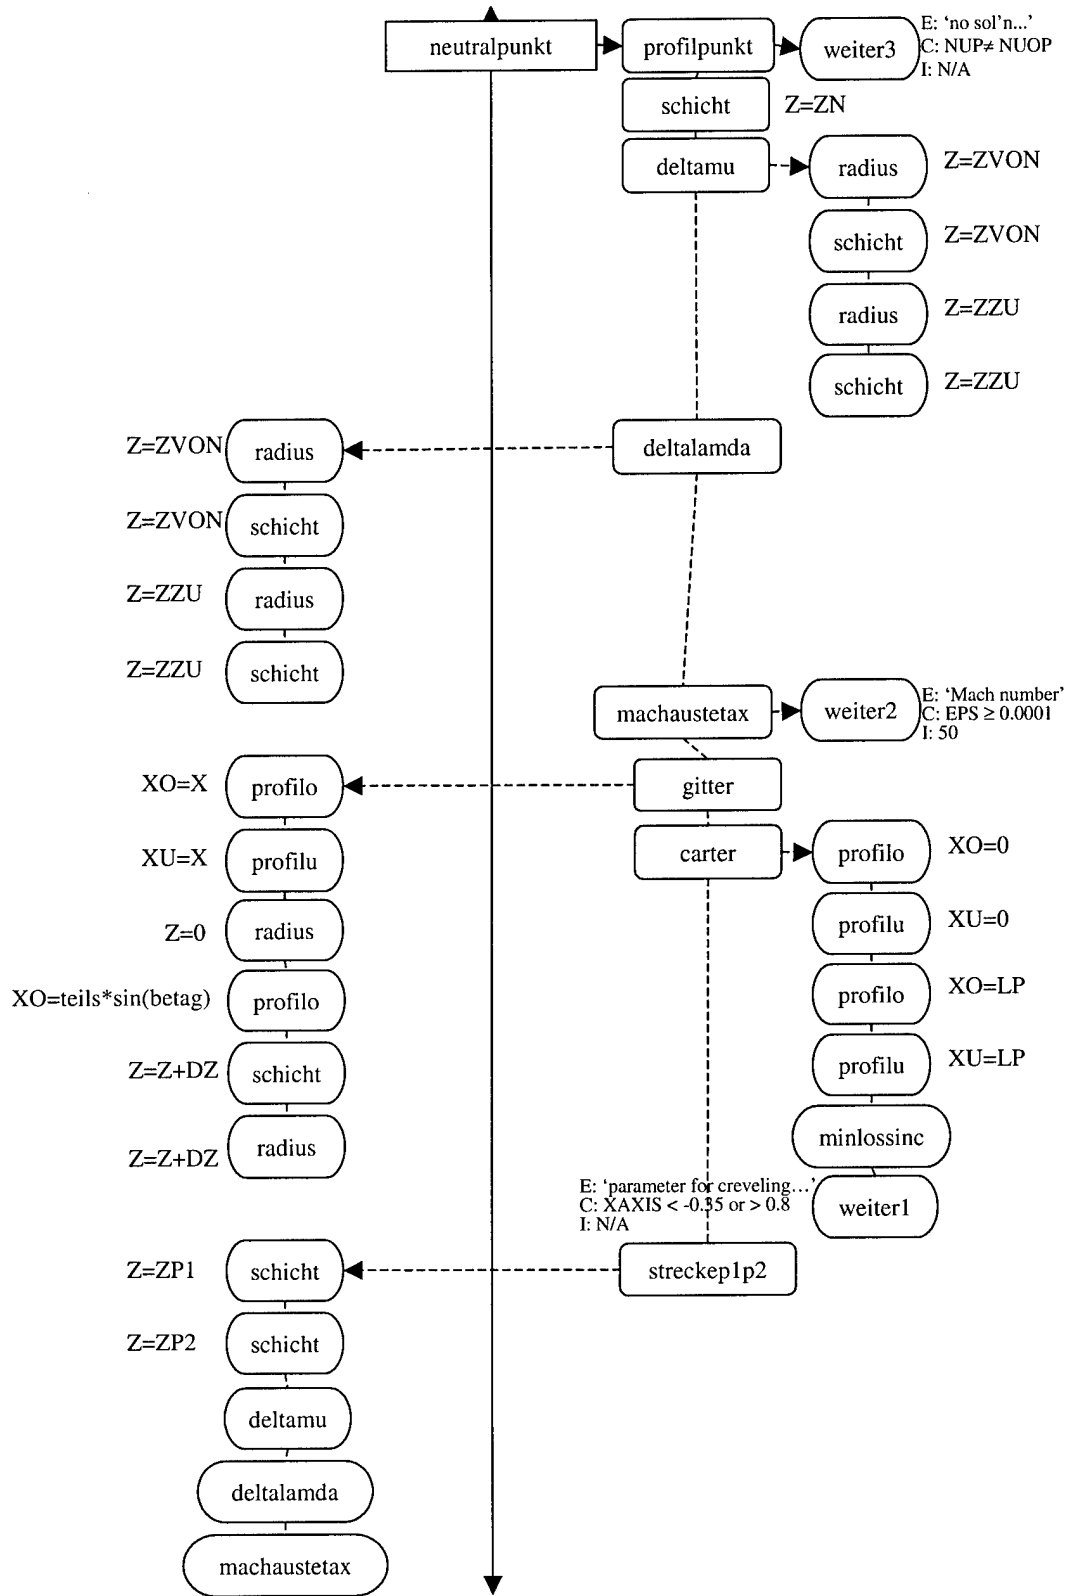 neutralpunkt
profilpunkt
weiter3
E: ‘no sol’n...’
C: NUP≠ NUOP
I: N/A
schicht
Z=ZN
deltamu
radius
Z=ZVON
schicht
Z=ZVON
radius
Z=ZZU
schicht
Z=ZZU
deltalamda
Z=ZVON
radius
Z=ZVON
schicht
Z=ZZU
radius
Z=ZZU
schicht
machaustetax
weiter2
E: ‘Mach number’
C: EPS ≥ 0.0001
I: 50
gitter
XO=X
profilo
XU=X
profilu
Z=0
radius
XO=teils*sin(betag)
profilo
Z=Z+DZ
schicht
Z=Z+DZ
radius
carter
profilo
XO=0
profilu
XU=0
profilo
XO=LP
profilu
XU=LP
minlossinc
weiter1
E: ‘parameter for creveling...’
C: XAXIS < -0.35 or > 0.8
I: N/A
streckep1p2
Z=ZP1
schicht
Z=ZP2
schicht
deltamu
deltalamda
machaustetax